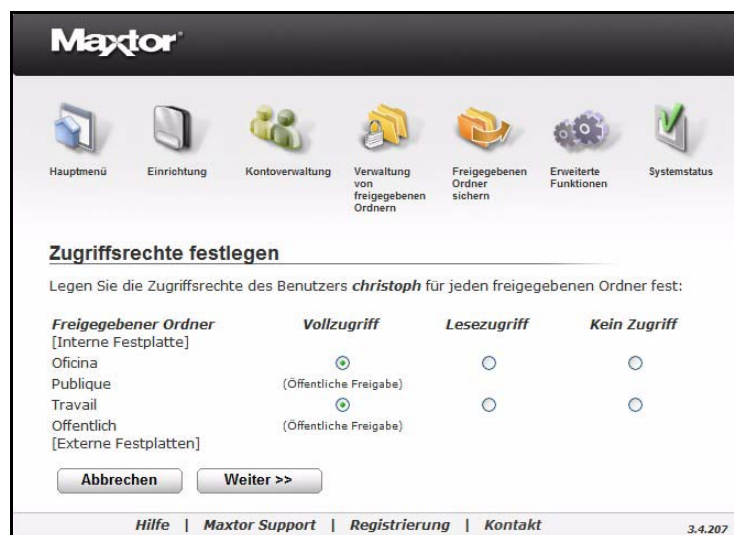 Maxtor
Hauptmenü
Einrichtung
Kontoverwaltung
Verwaltung
von
freigegebenen
Ordnern
Freigegebenen
Ordner
sichern
Erweiterte
Funktionen
Systemstatus
Zugriffsrechte festlegen
Legen Sie die Zugriffsrechte des Benutzers christoph für jeden freigegebenen Ordner fest:
Freigegebener Ordner Vollzugriff Lesezugriff Kein Zugriff
[Interne Festplatte]
Oficina
Publique (Öffentliche Freigabe)
Travail
Offentlich (Öffentliche Freigabe)
[Externe Festplatten]
Abbrechen Weiter >>
Hilfe | Maxtor Support | Registrierung | Kontakt 3.4.207